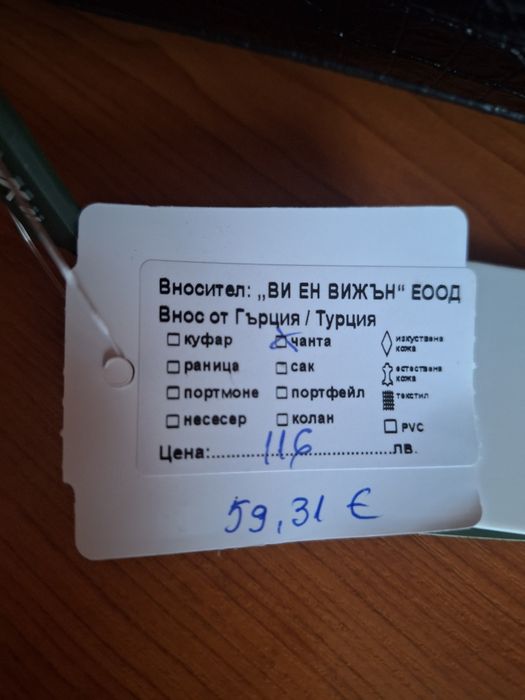 Вносител: „ВИ ЕН ВИЖЪН“ ЕООД
Внос от Гърция / Турция
куфар чанта изкуствена кожа
раница сак естествена кожа
портмоне портфейл текстил
несесер колан PVC
Цена:......116......лв.
59,31 €